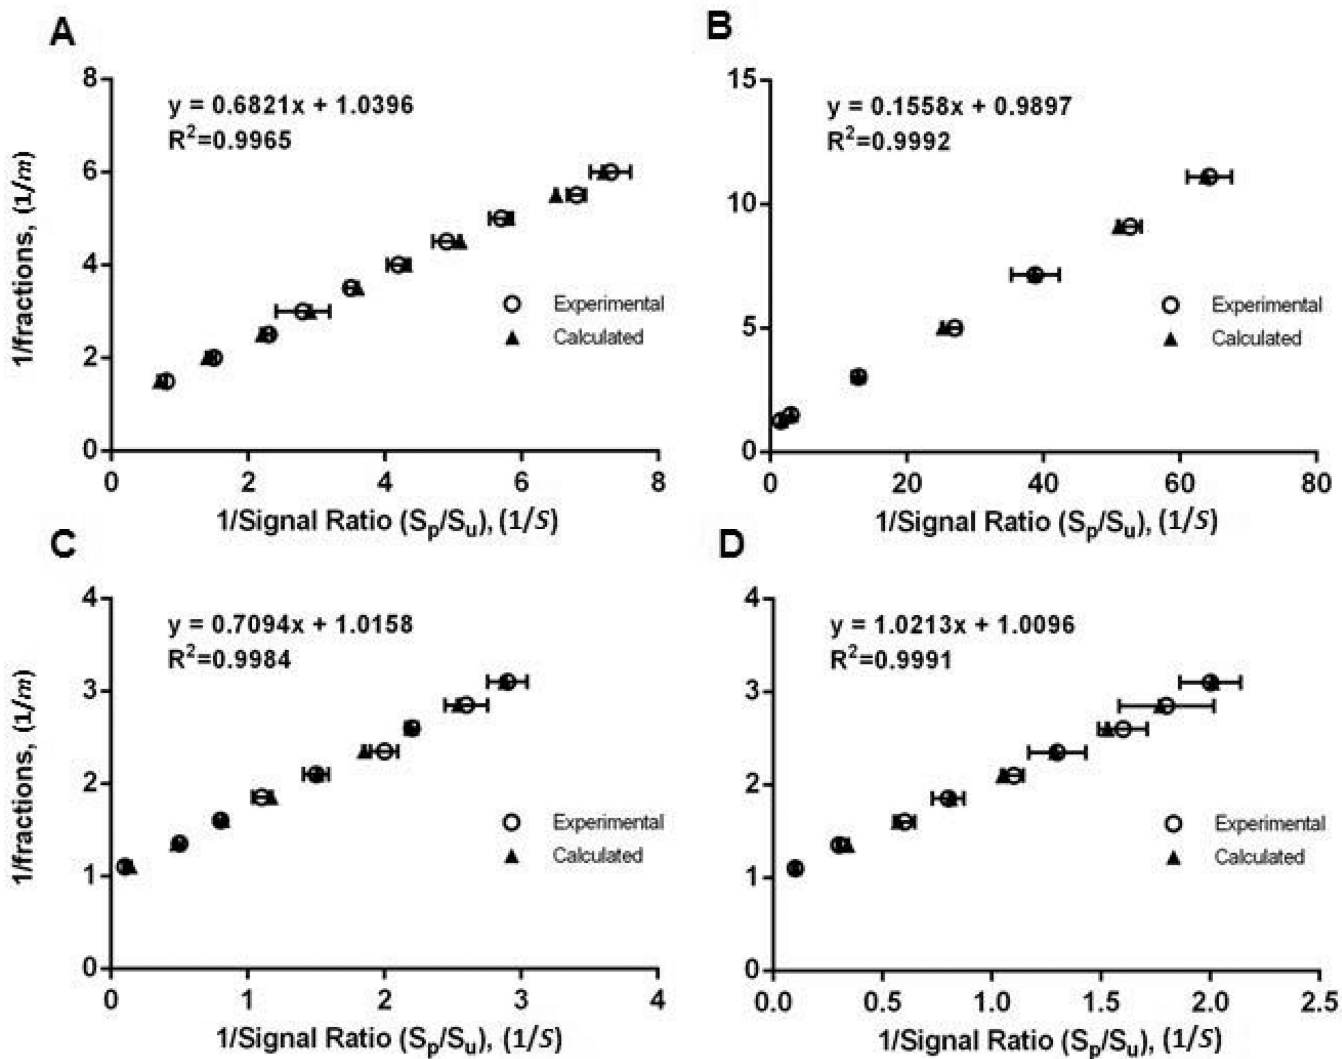 A
y = 0.6821x + 1.0396
R²=0.9965
1/fractions, (1/m)
8
6
4
2
0
Experimental
Calculated
0 2 4 6 8
1/Signal Ratio (Sp/Su), (1/S)
B
y = 0.1558x + 0.9897
R²=0.9992
15
10
5
0
Experimental
Calculated
0 20 40 60 80
1/Signal Ratio (Sp/Su), (1/S)
C
y = 0.7094x + 1.0158
R²=0.9984
1/fractions, (1/m)
4
3
2
1
0
Experimental
Calculated
0 1 2 3 4
1/Signal Ratio (Sp/Su), (1/S)
D
y = 1.0213x + 1.0096
R²=0.9991
4
3
2
1
0
Experimental
Calculated
0.0 0.5 1.0 1.5 2.0 2.5
1/Signal Ratio (Sp/Su), (1/S)